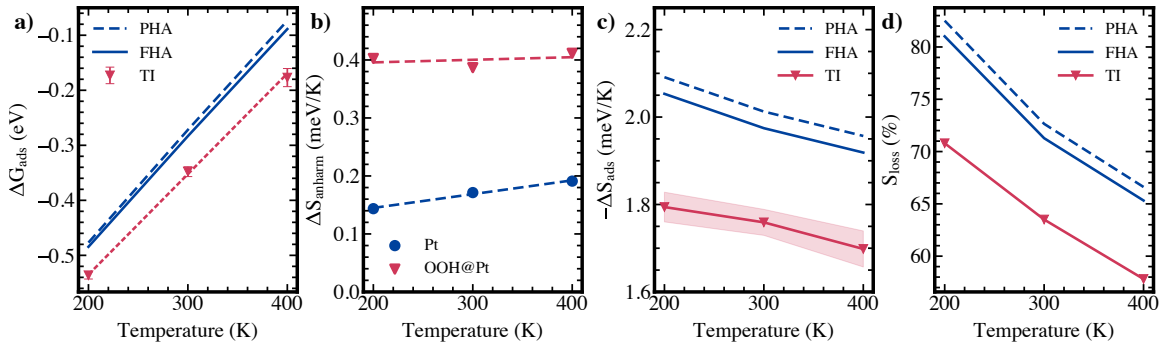 a)
PHA
FHA
TI
−0.1
−0.2
−0.3
−0.4
−0.5
200
300
400
Temperature (K)
ΔG_ads (eV)
b)
0.4
0.3
0.2
0.1
0.0
Pt
OOH@Pt
200
300
400
Temperature (K)
ΔS_anharm (meV/K)
c)
PHA
FHA
TI
2.2
2.0
1.8
1.6
200
300
400
Temperature (K)
−ΔS_ads (meV/K)
d)
PHA
FHA
TI
80
75
70
65
60
200
300
400
Temperature (K)
S_loss (%)